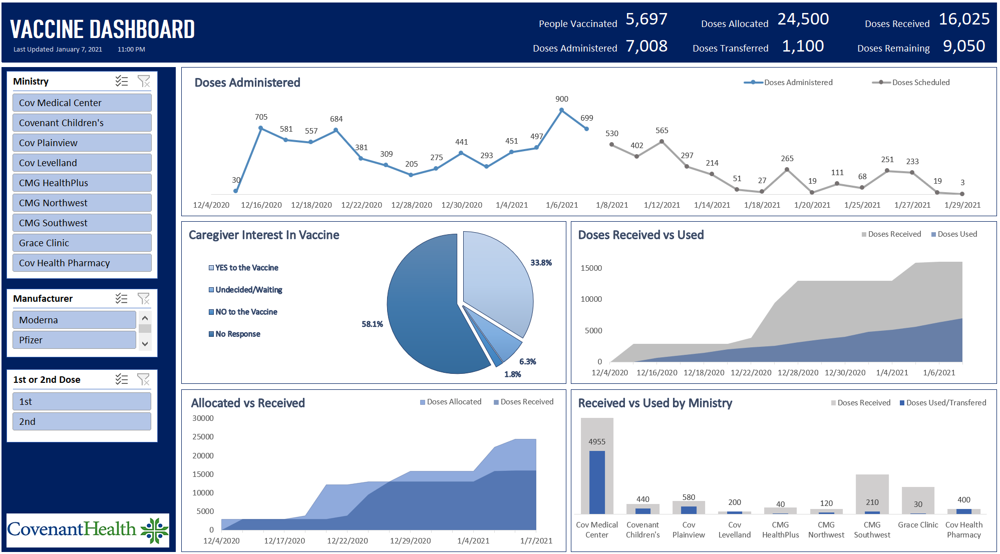 VACCINE DASHBOARD
Last Updated January 7, 2021 11:00 PM
People Vaccinated 5,697 Doses Allocated 24,500 Doses Received 16,025
Doses Administered 7,008 Doses Transferred 1,100 Doses Remaining 9,050
Ministry
Cov Medical Center
Covenant Children's
Cov Plainview
Cov Levelland
CMG HealthPlus
CMG Northwest
CMG Southwest
Grace Clinic
Cov Health Pharmacy
Manufacturer
Moderna
Pfizer
1st or 2nd Dose
1st
2nd
CovenantHealth
Doses Administered
Doses Administered Doses Scheduled
30 705 581 557 684 381 309 205 275 441 293 451 497 900 699 530 402 565 297 214 51 27 265 19 111 68 251 233 19 3
12/4/2020 12/16/2020 12/18/2020 12/22/2020 12/28/2020 12/30/2020 1/4/2021 1/6/2021 1/8/2021 1/12/2021 1/14/2021 1/18/2021 1/20/2021 1/25/2021 1/27/2021 1/29/2021
Caregiver Interest In Vaccine
YES to the Vaccine
Undecided/Waiting
NO to the Vaccine
No Response
33.8%
58.1%
6.3%
1.8%
Doses Received vs Used
Doses Received Doses Used
15000
10000
5000
0
12/4/2020 12/16/2020 12/18/2020 12/22/2020 12/28/2020 12/30/2020 1/4/2021 1/6/2021
Allocated vs Received
Doses Allocated Doses Received
30000
25000
20000
15000
10000
5000
0
12/4/2020 12/17/2020 12/22/2020 12/29/2020 1/4/2021 1/7/2021
Received vs Used by Ministry
Doses Received Doses Used/Transfered
4955 440 580 200 40 120 210 30 400
Cov Medical Covenant Cov Cov CMG CMG CMG Grace Clinic Cov Health
Center Children's Plainview Levelland HealthPlus Northwest Southwest Pharmacy